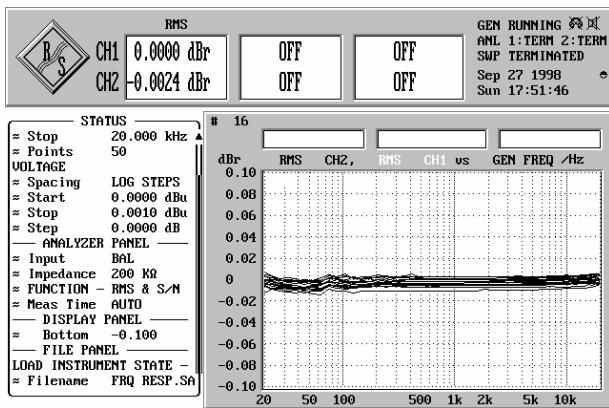 RMS
CH1 0.0000 dBr OFF OFF
CH2 -0.0024 dBr OFF OFF
R S
GEN RUNNING
ANL 1:TERM 2:TERM
SWP TERMINATED
Sep 27 1998
Sun 17:51:46
STATUS
≈ Stop 20.000 kHz
≈ Points 50
VOLTAGE
≈ Spacing LOG STEPS
≈ Start 0.0000 dBu
≈ Stop 0.0010 dBu
≈ Step 0.0000 dB
ANALYZER PANEL
≈ Input BAL
≈ Impedance 200 KΩ
≈ FUNCTION - RMS & S/N
≈ Meas Time AUTO
DISPLAY PANEL
≈ Bottom -0.100
FILE PANEL
LOAD INSTRUMENT STATE -
≈ Filename FRQ RESP.SA
# 16
dBr RMS CH2, RMS CH1 vs GEN FREQ /Hz
0.10
0.08
0.06
0.04
0.02
0
-0.02
-0.04
-0.06
-0.08
-0.10
20 50 100 500 1k 2k 5k 10k